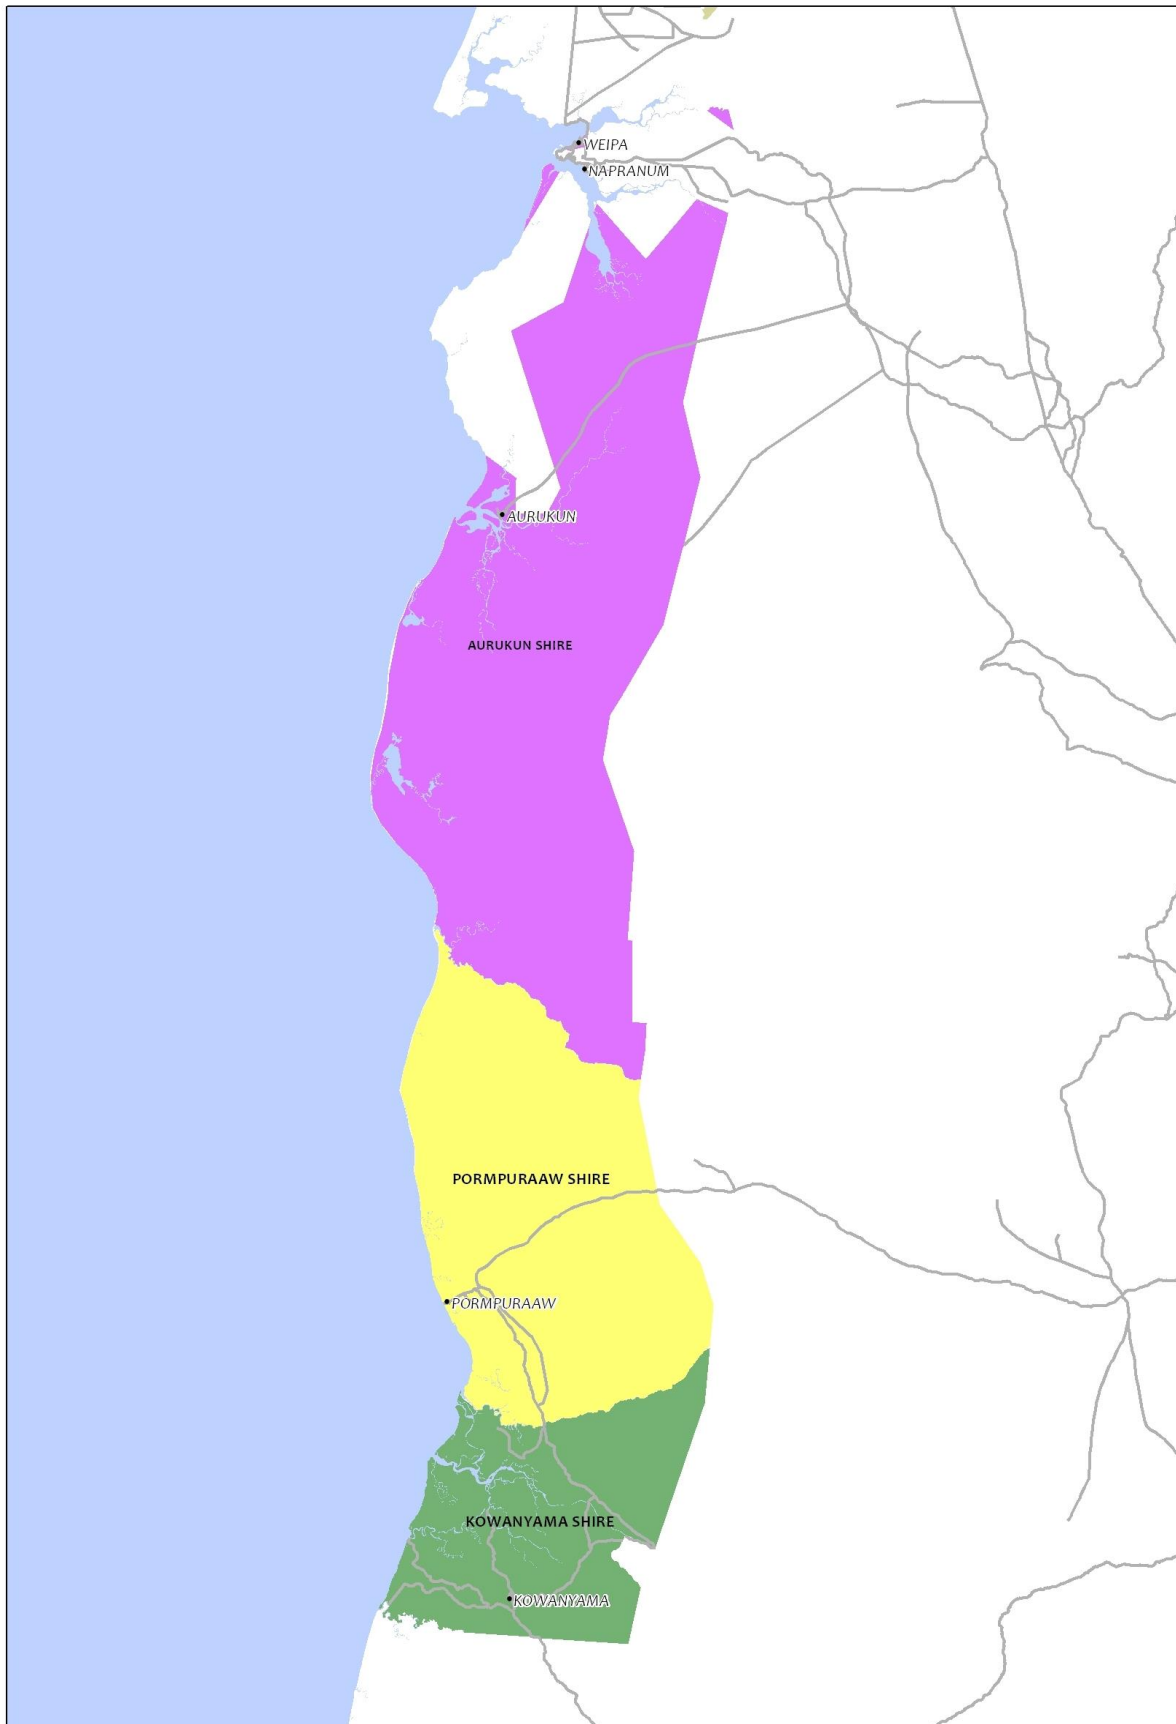 WEIPA
NAPRANUM
AURUKUN
AURUKUN SHIRE
PORMPURAAW SHIRE
PORMPURAAW
KOWANYAMA SHIRE
KOWANYAMA